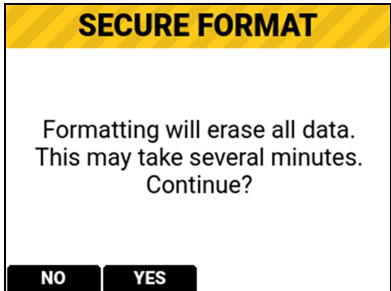 SECURE FORMAT
Formatting will erase all data.
This may take several minutes.
Continue?
NO YES